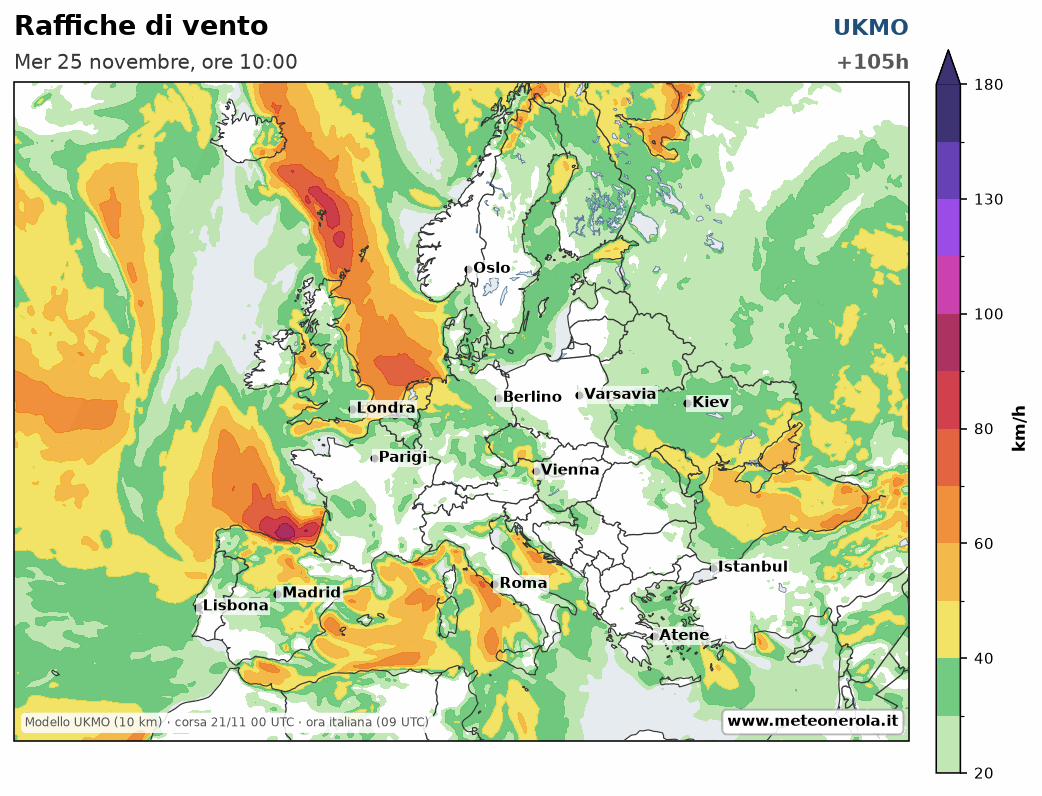 Raffiche di vento
UKMO
Mer 25 novembre, ore 10:00
+105h
180
130
100
80
60
40
20
km/h
Oslo
Londra
Berlino
Varsavia
Kiev
Parigi
Vienna
Istanbul
Roma
Madrid
Lisbona
Atene
Modello UKMO (10 km) · corsa 21/11 00 UTC · ora italiana (09 UTC)
www.meteonerola.it